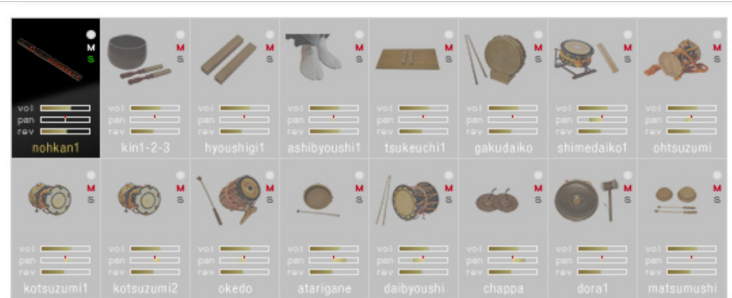 M
S
vol
pan
rev
nohkan1
M
S
vol
pan
rev
kin1-2-3
M
S
vol
pan
rev
hyoushigi1
M
S
vol
pan
rev
ashibyoushi1
M
S
vol
pan
rev
tsukeuchi1
M
S
vol
pan
rev
gakudaiko
M
S
vol
pan
rev
shimedaiko1
M
S
vol
pan
rev
ohtsuzumi
M
S
vol
pan
rev
kotsuzumi1
M
S
vol
pan
rev
kotsuzumi2
M
S
vol
pan
rev
okedo
M
S
vol
pan
rev
atarigane
M
S
vol
pan
rev
daibyoushi
M
S
vol
pan
rev
chappa
M
S
vol
pan
rev
dora1
M
S
vol
pan
rev
matsumushi